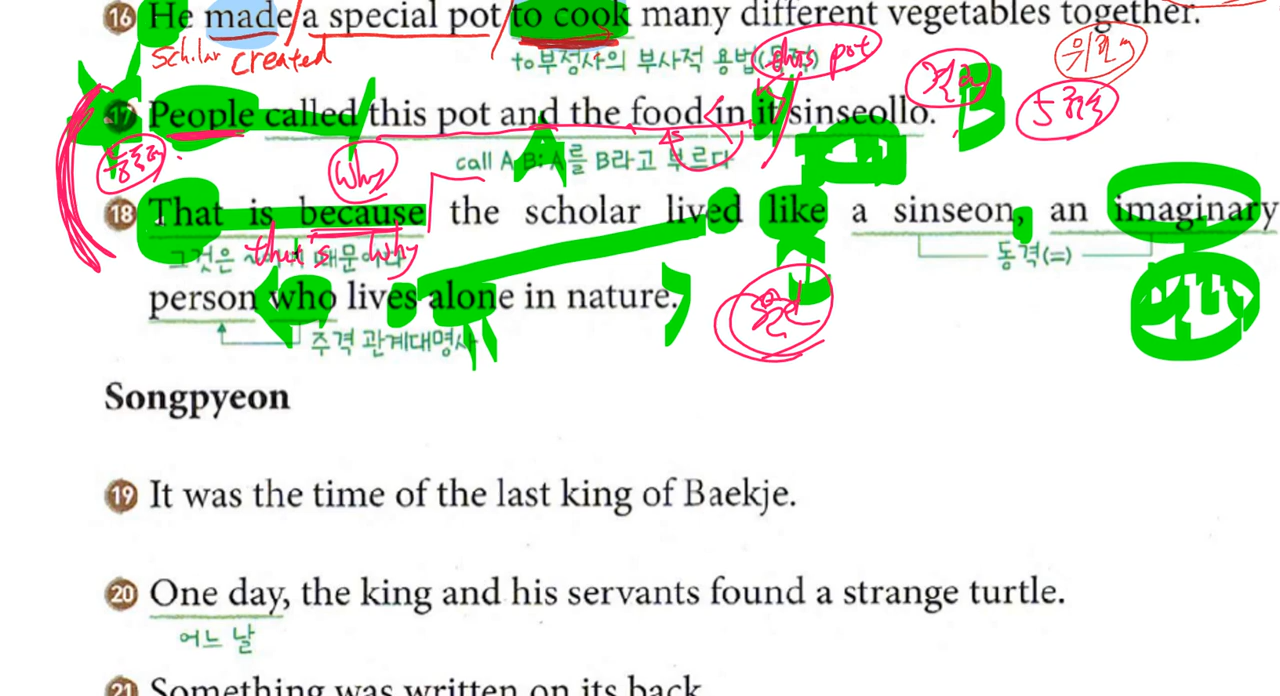 16 He made / a special pot / to cook many different vegetables together.
scholar created
to부정사의 부사적 용법
this pot
17 People called / this pot and the food in it / sinseollo.
B
5형식
A
call A B: A를 B라고 부르다
why
18 That is because the scholar lived like a sinseon, an imaginary
그것은 때문이다
that's why
동격(=)
person who lives alone in nature.
주격 관계대명사
Songpyeon
19 It was the time of the last king of Baekje.
20 One day, the king and his servants found a strange turtle.
어느 날
21 Something was written on its back